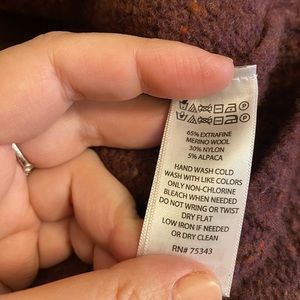 65% EXTRAFINE
MERINO WOOL
30% NYLON
5% ALPACA
HAND WASH COLD
WASH WITH LIKE COLORS
ONLY NON-CHLORINE
BLEACH WHEN NEEDED
DO NOT WRING OR TWIST
DRY FLAT
LOW IRON IF NEEDED
OR DRY CLEAN
RN# 75343